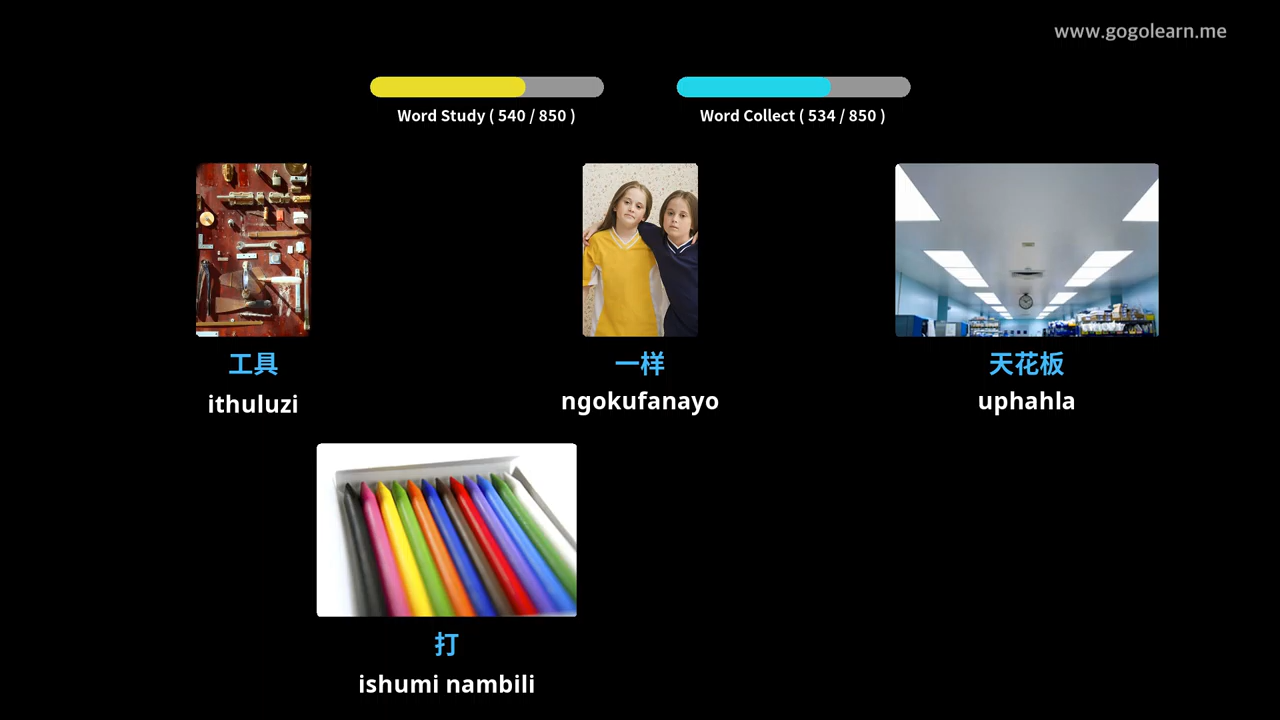 www.gogolearn.me
Word Study ( 540 / 850 )
Word Collect ( 534 / 850 )
工具
ithuluzi
一样
ngokufanayo
天花板
uphahla
打
ishumi nambili